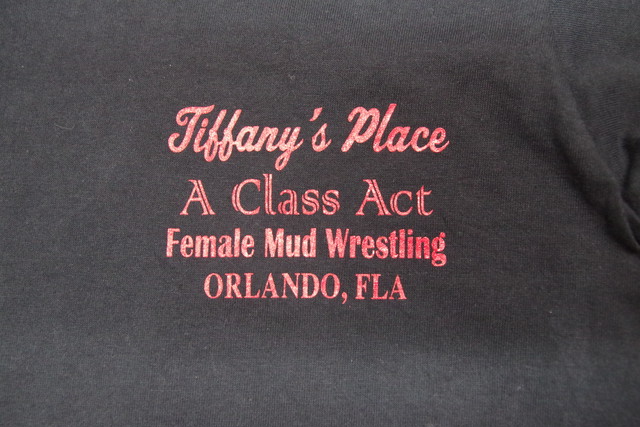 Tiffany's Place
A Class Act
Female Mud Wrestling
ORLANDO, FLA